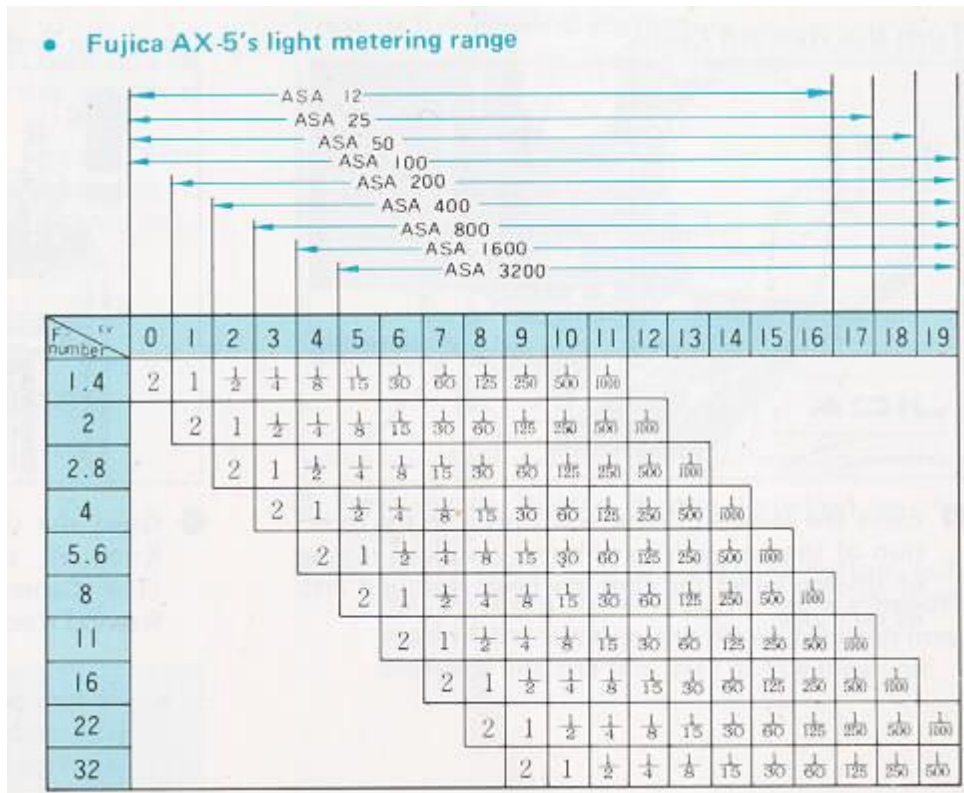 • Fujica AX-5's light metering range
ASA 12
ASA 25
ASA 50
ASA 100
ASA 200
ASA 400
ASA 800
ASA 1600
ASA 3200
F number EV 0 1 2 3 4 5 6 7 8 9 10 11 12 13 14 15 16 17 18 19
1.4 2 1 1/2 1/4 1/8 1/15 1/30 1/60 1/125 1/250 1/500 1/1000
2 2 1 1/2 1/4 1/8 1/15 1/30 1/60 1/125 1/250 1/500 1/1000
2.8 2 1 1/2 1/4 1/8 1/15 1/30 1/60 1/125 1/250 1/500 1/1000
4 2 1 1/2 1/4 1/8 1/15 1/30 1/60 1/125 1/250 1/500 1/1000
5.6 2 1 1/2 1/4 1/8 1/15 1/30 1/60 1/125 1/250 1/500 1/1000
8 2 1 1/2 1/4 1/8 1/15 1/30 1/60 1/125 1/250 1/500 1/1000
11 2 1 1/2 1/4 1/8 1/15 1/30 1/60 1/125 1/250 1/500 1/1000
16 2 1 1/2 1/4 1/8 1/15 1/30 1/60 1/125 1/250 1/500 1/1000
22 2 1 1/2 1/4 1/8 1/15 1/30 1/60 1/125 1/250 1/500 1/1000
32 2 1 1/2 1/4 1/8 1/15 1/30 1/60 1/125 1/250 1/500